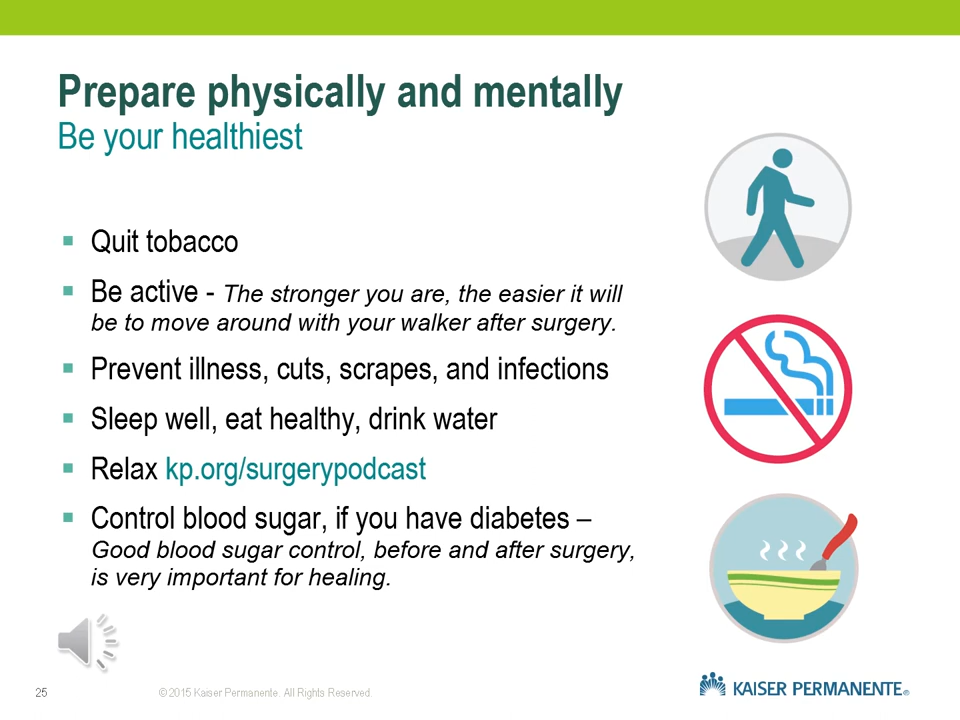 Prepare physically and mentally
Be your healthiest
▪ Quit tobacco
▪ Be active - The stronger you are, the easier it will
be to move around with your walker after surgery.
▪ Prevent illness, cuts, scrapes, and infections
▪ Sleep well, eat healthy, drink water
▪ Relax kp.org/surgerypodcast
▪ Control blood sugar, if you have diabetes –
Good blood sugar control, before and after surgery,
is very important for healing.
25
© 2015 Kaiser Permanente. All Rights Reserved.
KAISER PERMANENTE®